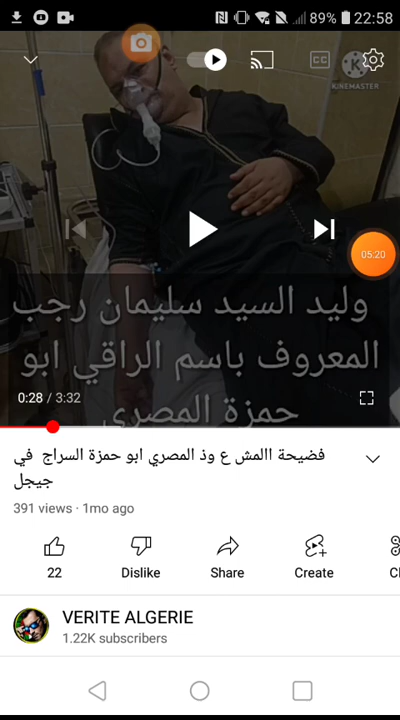 89% 22:58
CC
KINEMASTER
05:20
وليد السيد سليمان رجب
المعروف باسم الراقي ابو
حمزة المصري
0:28 / 3:32
فضيحة االمش ع وذ المصري ابو حمزة السراج في
جيجل
391 views · 1mo ago
22 Dislike Share Create Cl
VERITE ALGERIE
1.22K subscribers